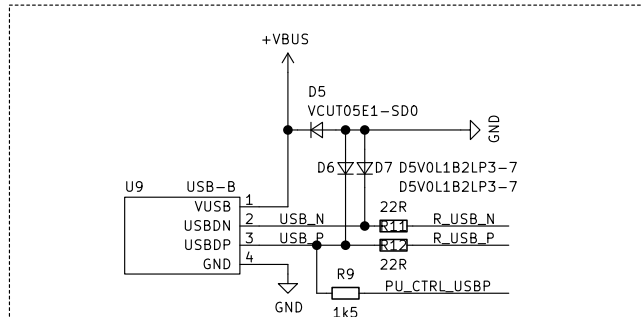 +VBUS
D5
VCUT05E1-SD0
GND
D6
D7
D5V0L1B2LP3-7
D5V0L1B2LP3-7
U9
USB-B
VUSB
1
22R
USBDN
2
USB_N
R11
R_USB_N
USBDP
3
USB_P
R12
R_USB_P
GND
4
22R
R9
PU_CTRL_USBP
GND
1k5